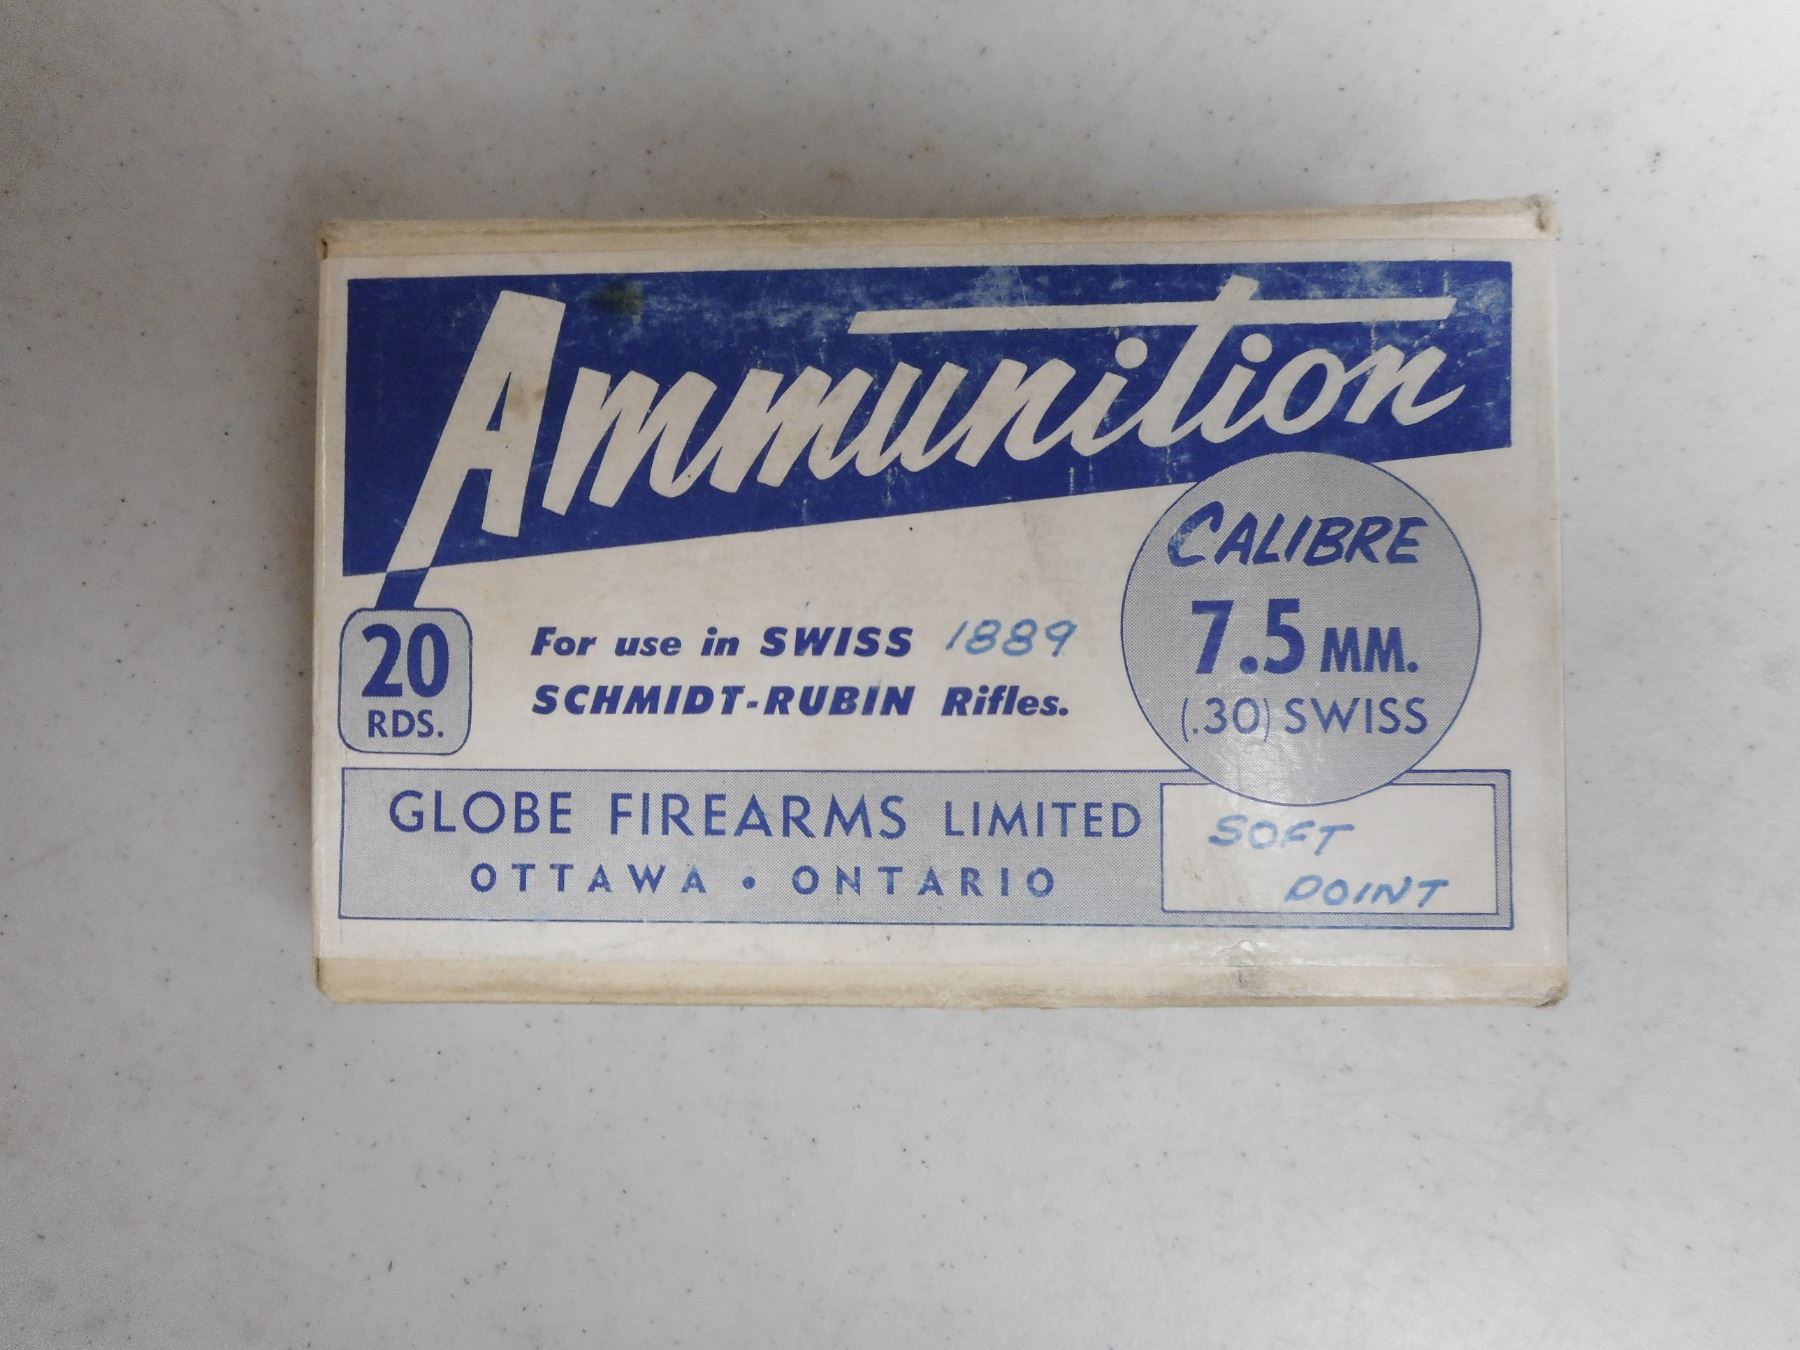 Ammunition
CALIBRE
7.5 MM.
(.30) SWISS
20
RDS.
For use in SWISS 1889
SCHMIDT-RUBIN Rifles.
GLOBE FIREARMS LIMITED
OTTAWA • ONTARIO
SOFT
POINT